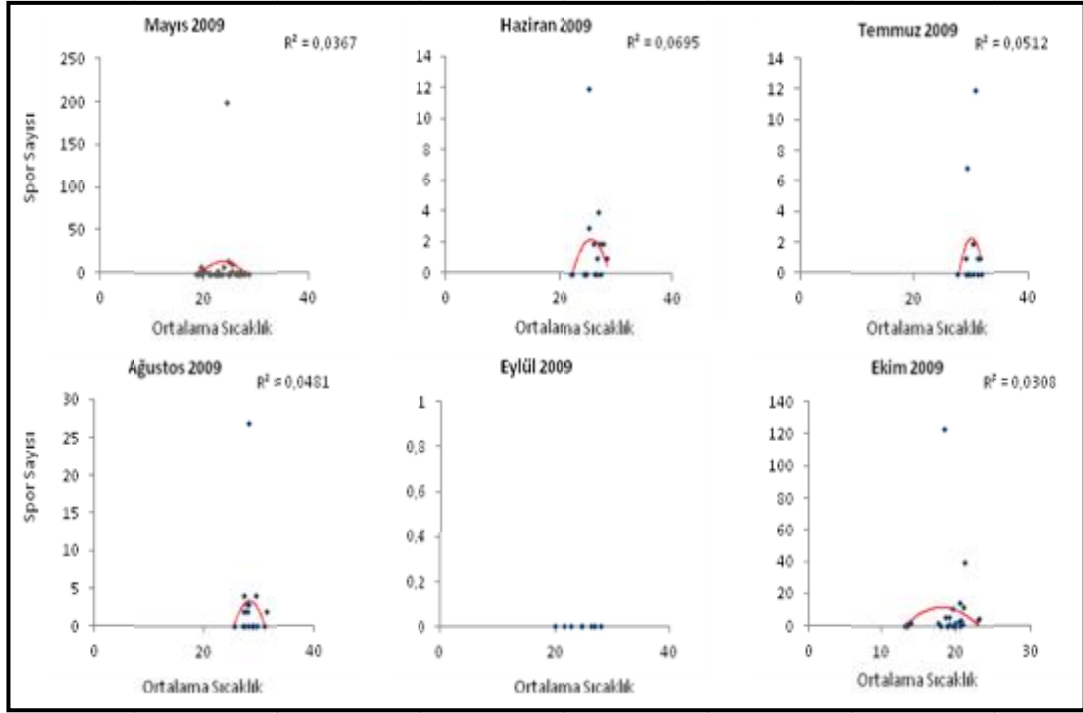 Mayıs 2009
R² = 0,0367
Spor Sayısı
250
200
150
100
50
0
0 20 40
Ortalama Sıcaklık
Haziran 2009
R² = 0,0695
14
12
10
8
6
4
2
0
0 20 40
Ortalama Sıcaklık
Temmuz 2009
R² = 0,0512
14
12
10
8
6
4
2
0
0 20 40
Ortalama Sıcaklık
Ağustos 2009
R² = 0,0481
Spor Sayısı
30
25
20
15
10
5
0
0 20 40
Ortalama Sıcaklık
Eylül 2009
1
0,8
0,6
0,4
0,2
0
0 20 40
Ortalama Sıcaklık
Ekim 2009
R² = 0,0308
140
120
100
80
60
40
20
0
0 10 20 30
Ortalama Sıcaklık